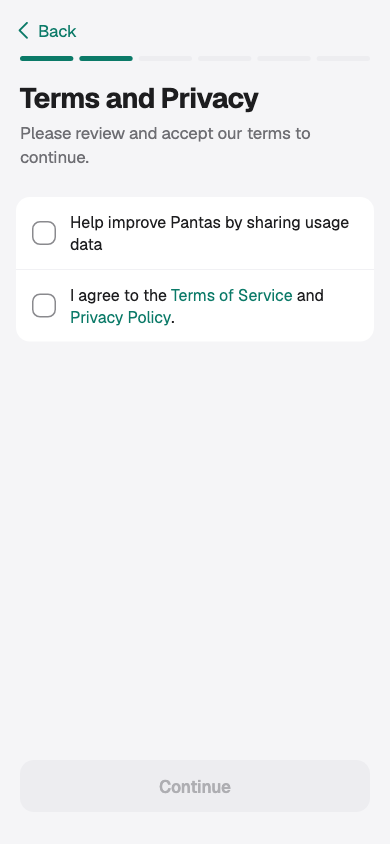 Back
Terms and Privacy
Please review and accept our terms to
continue.
Help improve Pantas by sharing usage
data
I agree to the Terms of Service and
Privacy Policy.
Continue